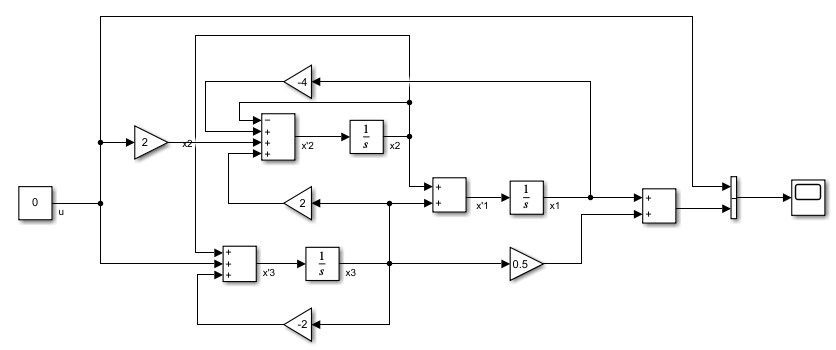 -4
−
+
+
+
1
s
2
x2
x'2
x2
0
u
2
+
+
x'1
1
s
x1
+
+
+
+
+
x'3
1
s
x3
0.5
-2